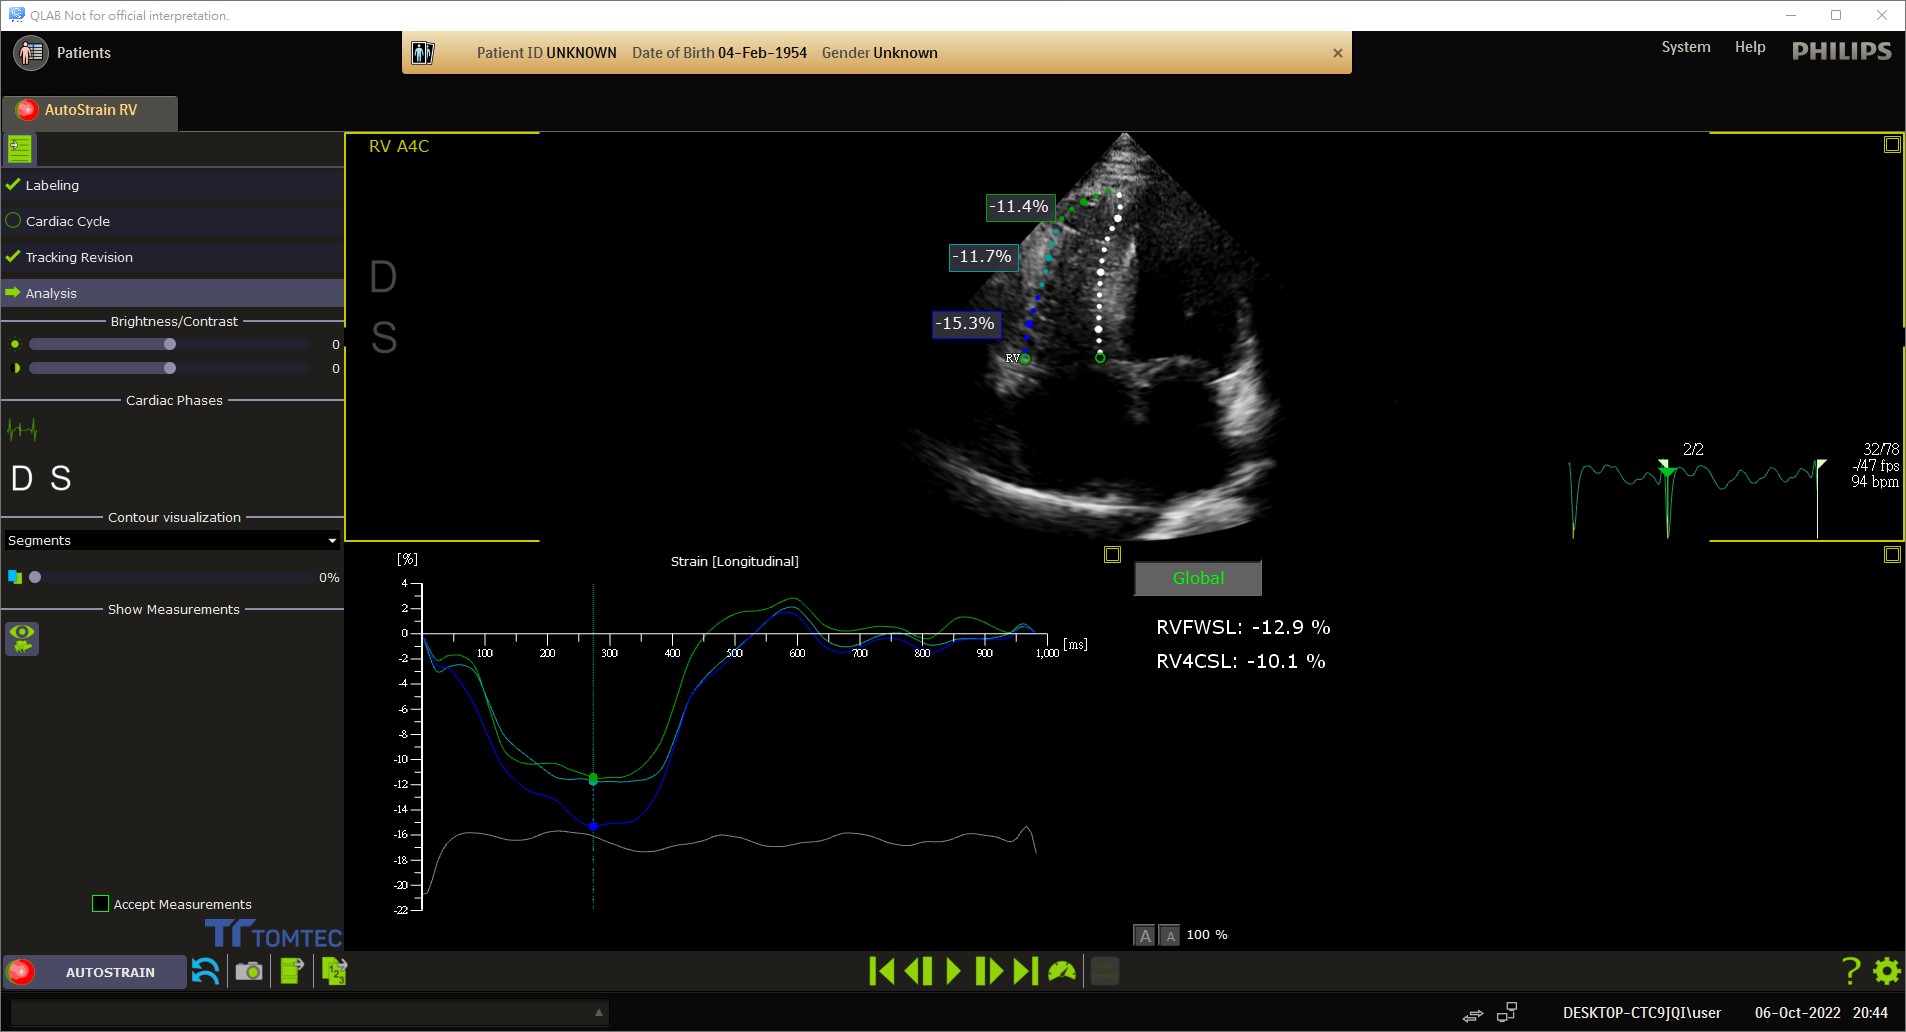 QLAB Not for official interpretation.
Patients
Patient ID UNKNOWN Date of Birth 04-Feb-1954 Gender Unknown
System Help PHILIPS
AutoStrain RV
Labeling
Cardiac Cycle
Tracking Revision
Analysis
Brightness/Contrast
0
0
Cardiac Phases
D S
Contour visualization
Segments
0%
Show Measurements
Accept Measurements
TOMTEC
RV A4C
D
S
-11.4%
-11.7%
-15.3%
RV
2/2
32/78
-/47 fps
94 bpm
[%]
Strain [Longitudinal]
4
2
0
-2
-4
-6
-8
-10
-12
-14
-16
-18
-20
-22
100 200 300 400 500 600 700 800 900 1,000 [ms]
Global
RVFWSL: -12.9 %
RV4CSL: -10.1 %
A A 100 %
AUTOSTRAIN
1 2 3
?
DESKTOP-CTC9JQI\user 06-Oct-2022 20:44